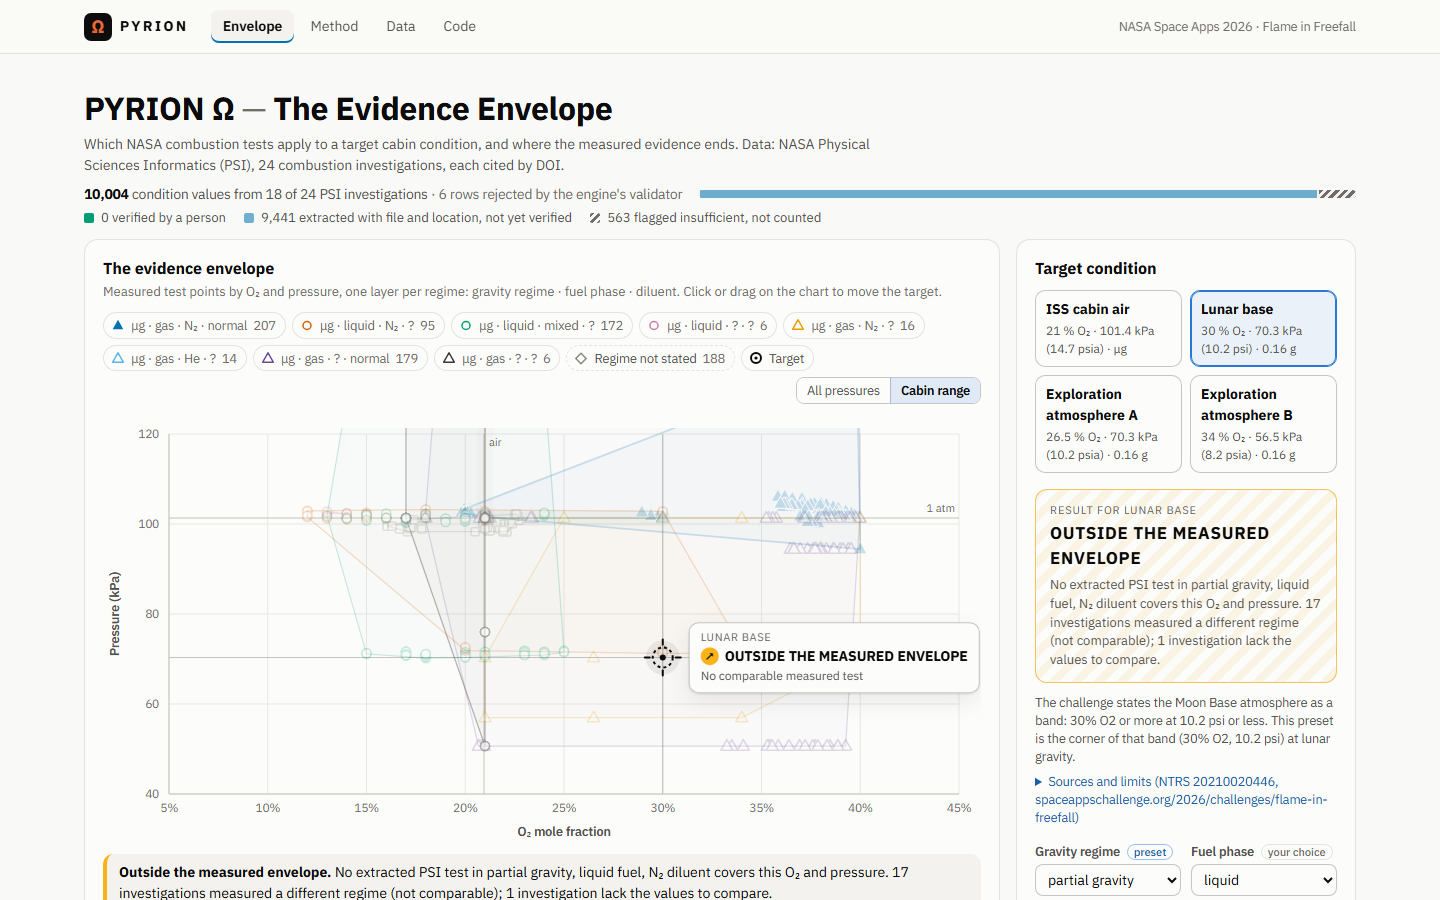 Ω PYRION Envelope Method Data Code NASA Space Apps 2026 · Flame in Freefall
PYRION Ω — The Evidence Envelope
Which NASA combustion tests apply to a target cabin condition, and where the measured evidence ends. Data: NASA Physical
Sciences Informatics (PSI), 24 combustion investigations, each cited by DOI.
10,004 condition values from 18 of 24 PSI investigations · 6 rows rejected by the engine's validator
0 verified by a person 9,441 extracted with file and location, not yet verified 563 flagged insufficient, not counted
The evidence envelope
Measured test points by O₂ and pressure, one layer per regime: gravity regime · fuel phase · diluent. Click or drag on the chart to move the target.
µg · gas · N₂ · normal 207 µg · liquid · N₂ · ? 95 µg · liquid · mixed · ? 172 µg · liquid · ? · ? 6 µg · gas · N₂ · ? 16
µg · gas · He · ? 14 µg · gas · ? · normal 179 µg · gas · ? · ? 6 Regime not stated 188 Target
All pressures Cabin range
120
air
100
1 atm
80
60
40
Pressure (kPa)
5% 10% 15% 20% 25% 30% 35% 40% 45%
O₂ mole fraction
LUNAR BASE
↗ OUTSIDE THE MEASURED ENVELOPE
No comparable measured test
Outside the measured envelope. No extracted PSI test in partial gravity, liquid fuel, N₂ diluent covers this O₂ and pressure. 17
investigations measured a different regime (not comparable); 1 investigation lack the values to compare.
Target condition
ISS cabin air
21 % O₂ · 101.4 kPa
(14.7 psia) · µg
Lunar base
30 % O₂ · 70.3 kPa
(10.2 psi) · 0.16 g
Exploration
atmosphere A
26.5 % O₂ · 70.3 kPa
(10.2 psia) · 0.16 g
Exploration
atmosphere B
34 % O₂ · 56.5 kPa
(8.2 psia) · 0.16 g
RESULT FOR LUNAR BASE
OUTSIDE THE MEASURED
ENVELOPE
No extracted PSI test in partial gravity, liquid
fuel, N₂ diluent covers this O₂ and pressure. 17
investigations measured a different regime
(not comparable); 1 investigation lack the
values to compare.
The challenge states the Moon Base atmosphere as a
band: 30% O2 or more at 10.2 psi or less. This preset
is the corner of that band (30% O2, 10.2 psi) at lunar
gravity.
▶ Sources and limits (NTRS 20210020446,
spaceappschallenge.org/2026/challenges/flame-in-
freefall)
Gravity regime preset Fuel phase your choice
partial gravity liquid